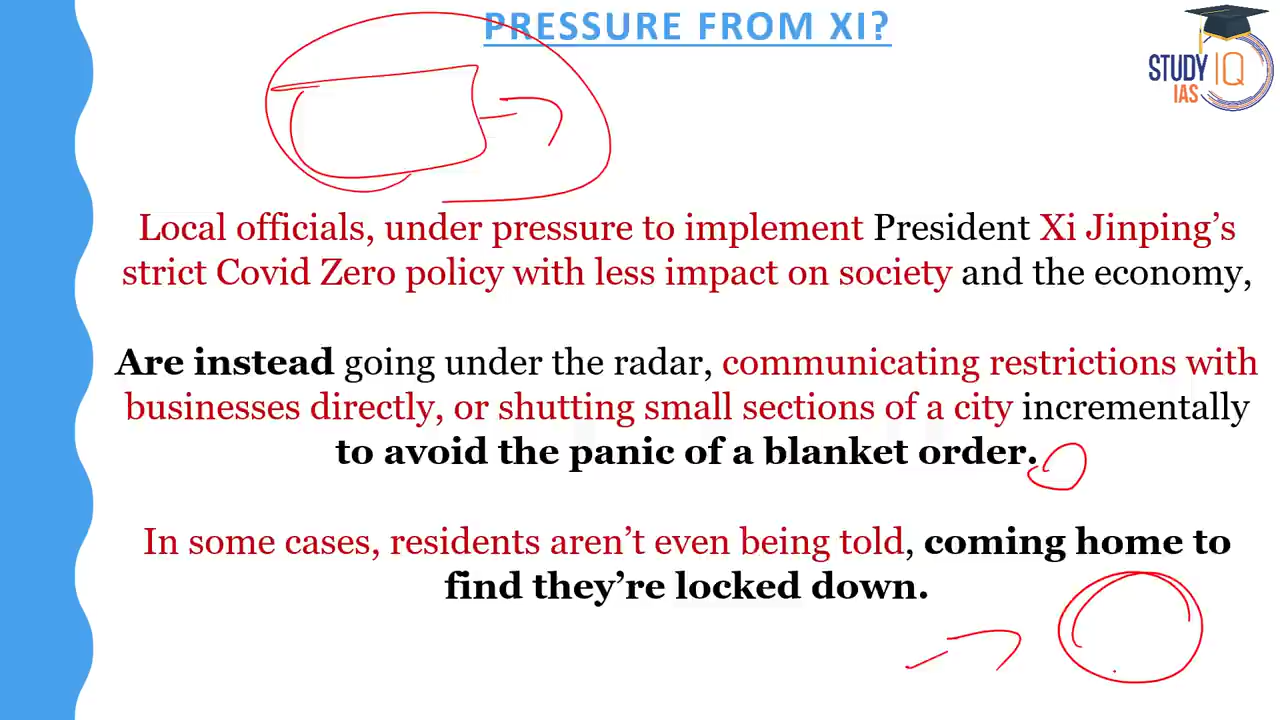 PRESSURE FROM XI?
STUDY IQ
IAS
Local officials, under pressure to implement President Xi Jinping’s
strict Covid Zero policy with less impact on society and the economy,
Are instead going under the radar, communicating restrictions with
businesses directly, or shutting small sections of a city incrementally
to avoid the panic of a blanket order.
In some cases, residents aren’t even being told, coming home to
find they’re locked down.